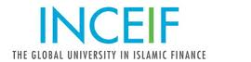 INCEIF
THE GLOBAL UNIVERSITY IN ISLAMIC FINANCE